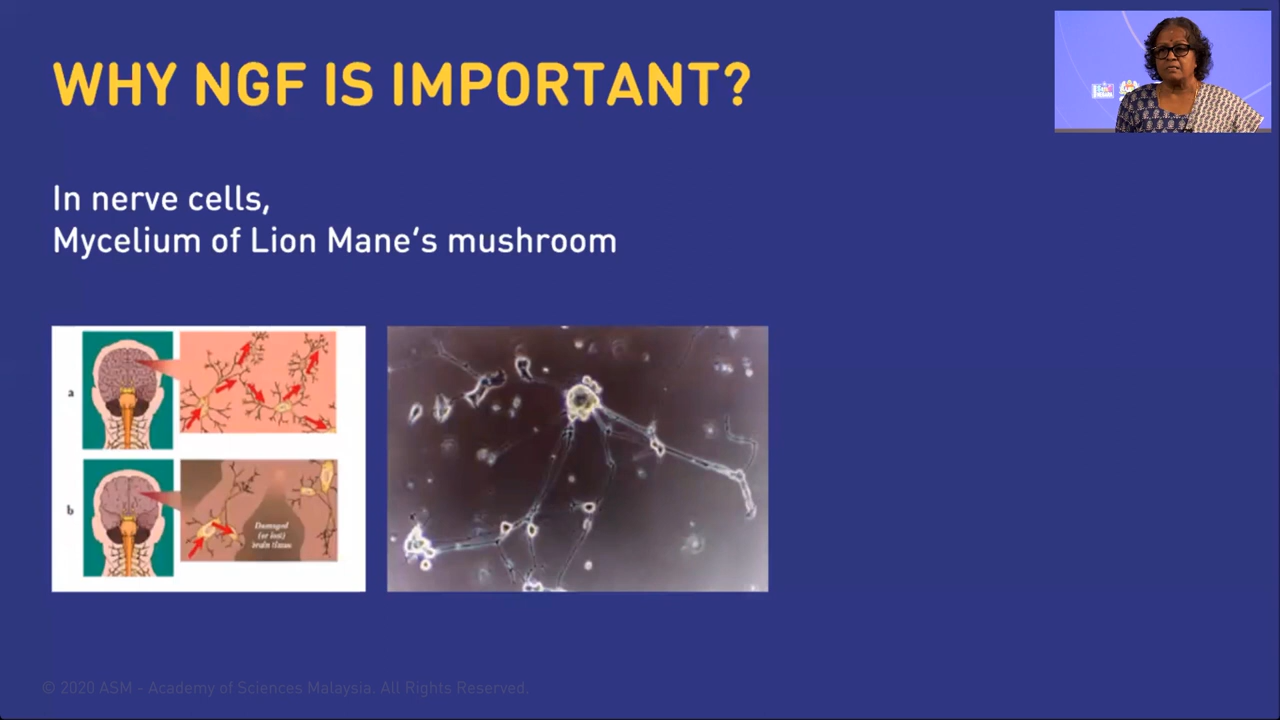 WHY NGF IS IMPORTANT?
In nerve cells,
Mycelium of Lion Mane‘s mushroom
a
b
Damaged
(or lost)
brain tissue
© 2020 ASM - Academy of Sciences Malaysia. All Rights Reserved.